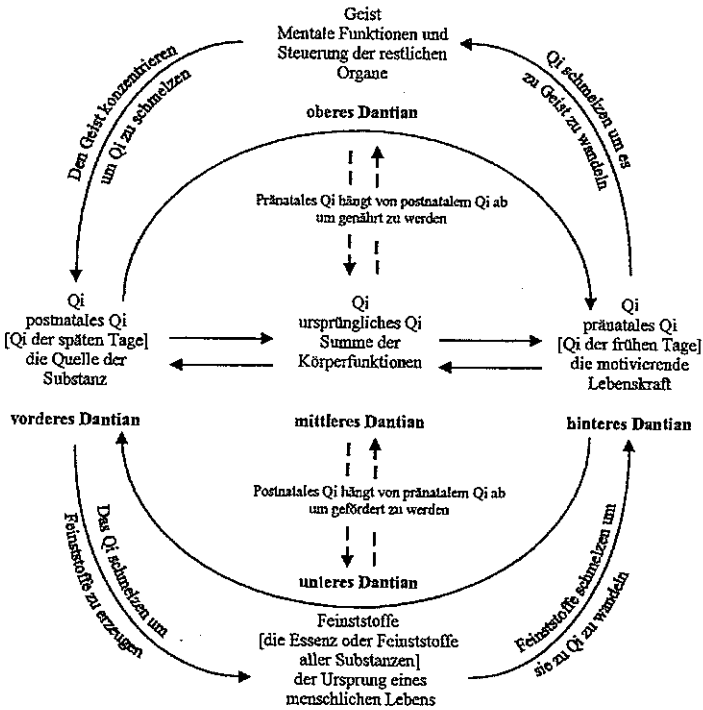 Geist
Mentale Funktionen und
Steuerung der restlichen
Organe
Den Geist konzentrieren
um Qi zu schmelzen
Qi schmelzen um es
zu Geist zu wandeln
oberes Dantian
Pränatales Qi hängt von postnatalem Qi ab
um genährt zu werden
Qi
postnatales Qi
[Qi der späten Tage]
die Quelle der
Substanz
Qi
ursprüngliches Qi
Summe der
Körperfunktionen
Qi
pränatales Qi
[Qi der frühen Tage]
die motivierende
Lebenskraft
vorderes Dantian
mittleres Dantian
hinteres Dantian
Postnatales Qi hängt von pränatalem Qi ab
um gefördert zu werden
Das Qi schmelzen um
Feinststoffe zu erzeugen
Feinststoffe schmelzen um
sie zu Qi zu wandeln
unteres Dantian
Feinststoffe
[die Essenz oder Feinststoffe
aller Substanzen]
der Ursprung eines
menschlichen Lebens